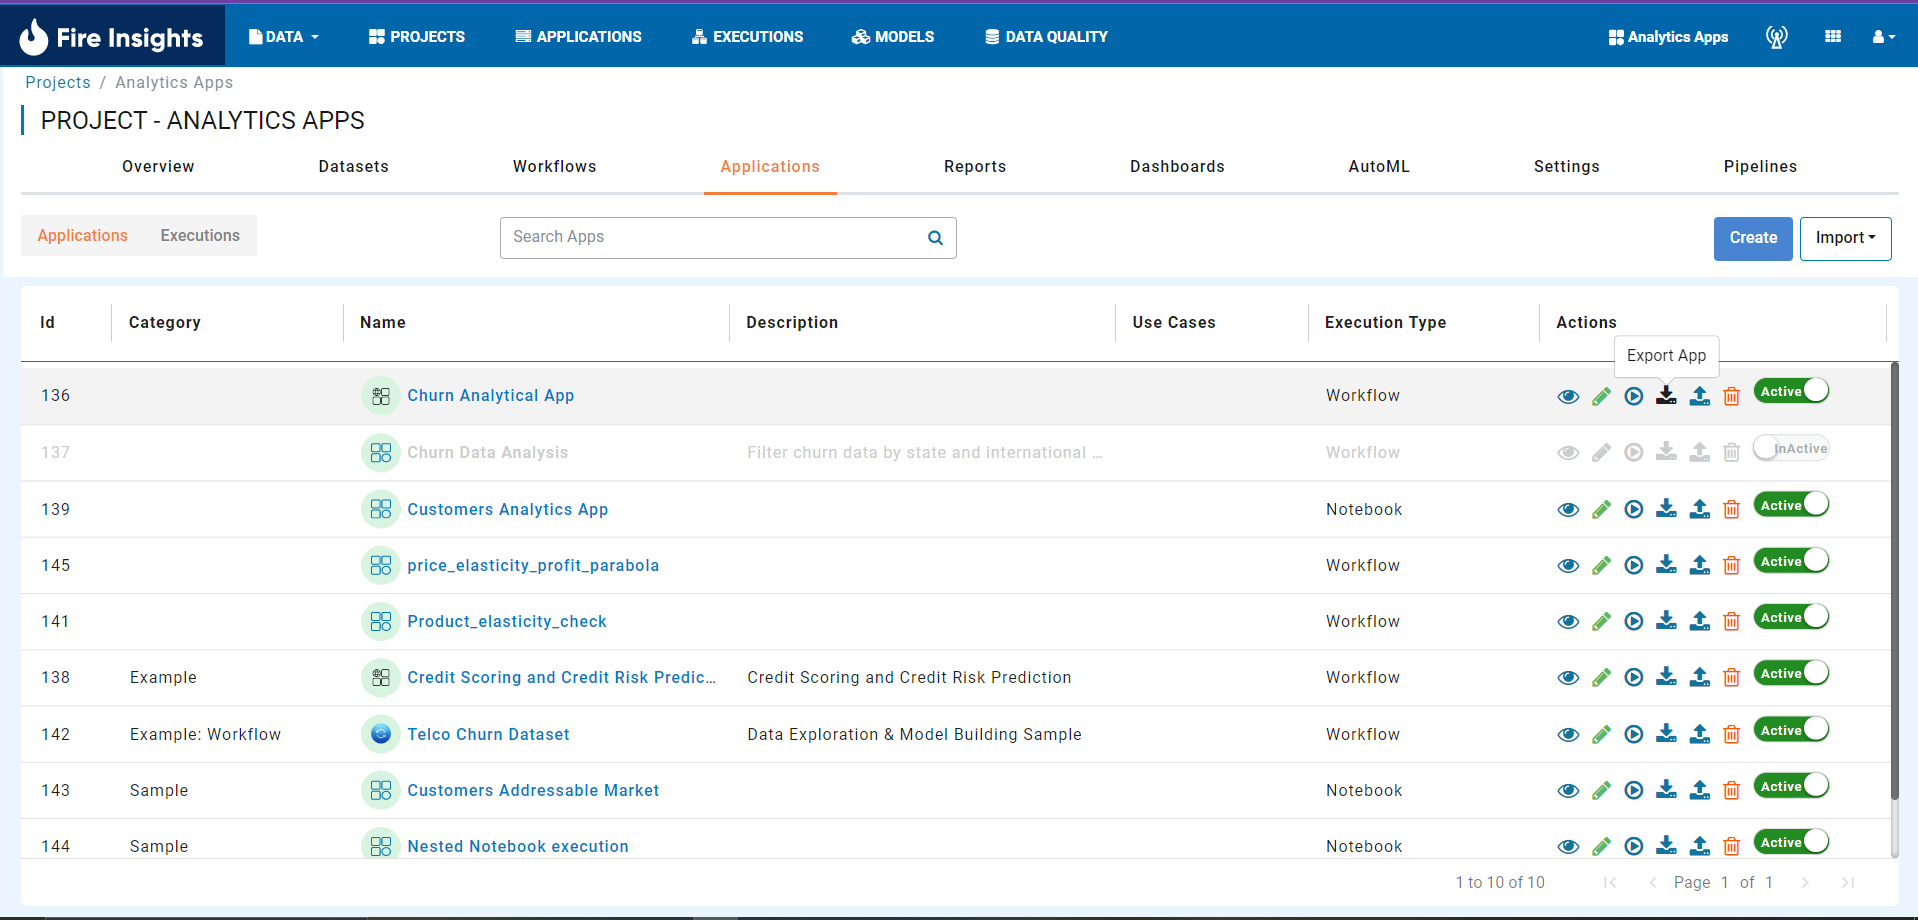 Fire Insights DATA PROJECTS APPLICATIONS EXECUTIONS MODELS DATA QUALITY Analytics Apps
Projects / Analytics Apps
PROJECT - ANALYTICS APPS
Overview Datasets Workflows Applications Reports Dashboards AutoML Settings Pipelines
Applications Executions Search Apps Create Import
Id Category Name Description Use Cases Execution Type Actions
Export App
136 Churn Analytical App Workflow Active
137 Churn Data Analysis Filter churn data by state and international ... Workflow InActive
139 Customers Analytics App Notebook Active
145 price_elasticity_profit_parabola Workflow Active
141 Product_elasticity_check Workflow Active
138 Example Credit Scoring and Credit Risk Predic... Credit Scoring and Credit Risk Prediction Workflow Active
142 Example: Workflow Telco Churn Dataset Data Exploration & Model Building Sample Workflow Active
143 Sample Customers Addressable Market Notebook Active
144 Sample Nested Notebook execution Notebook Active
1 to 10 of 10 Page 1 of 1